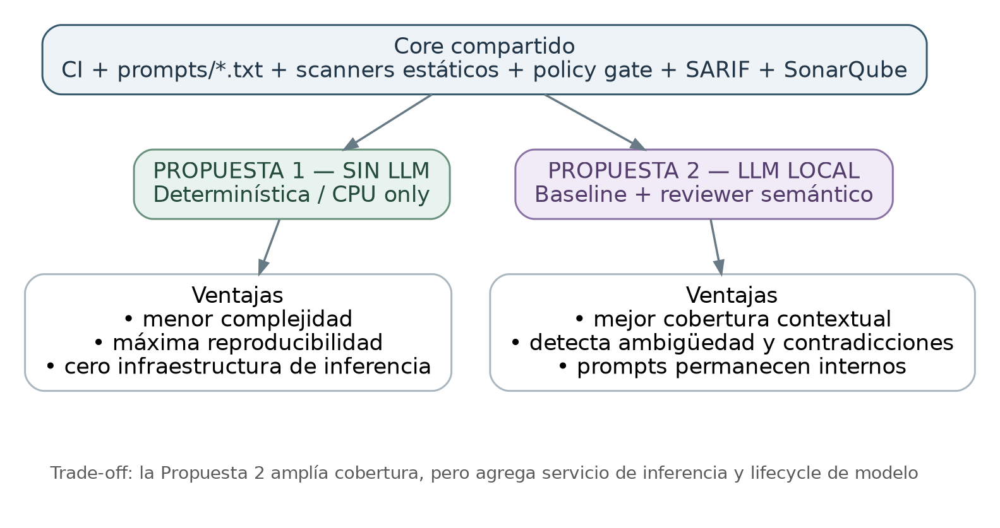 Core compartido
CI + prompts/*.txt + scanners estáticos + policy gate + SARIF + SonarQube
PROPUESTA 1 — SIN LLM
Determinística / CPU only
PROPUESTA 2 — LLM LOCAL
Baseline + reviewer semántico
Ventajas
• menor complejidad
• máxima reproducibilidad
• cero infraestructura de inferencia
Ventajas
• mejor cobertura contextual
• detecta ambigüedad y contradicciones
• prompts permanecen internos
Trade-off: la Propuesta 2 amplía cobertura, pero agrega servicio de inferencia y lifecycle de modelo